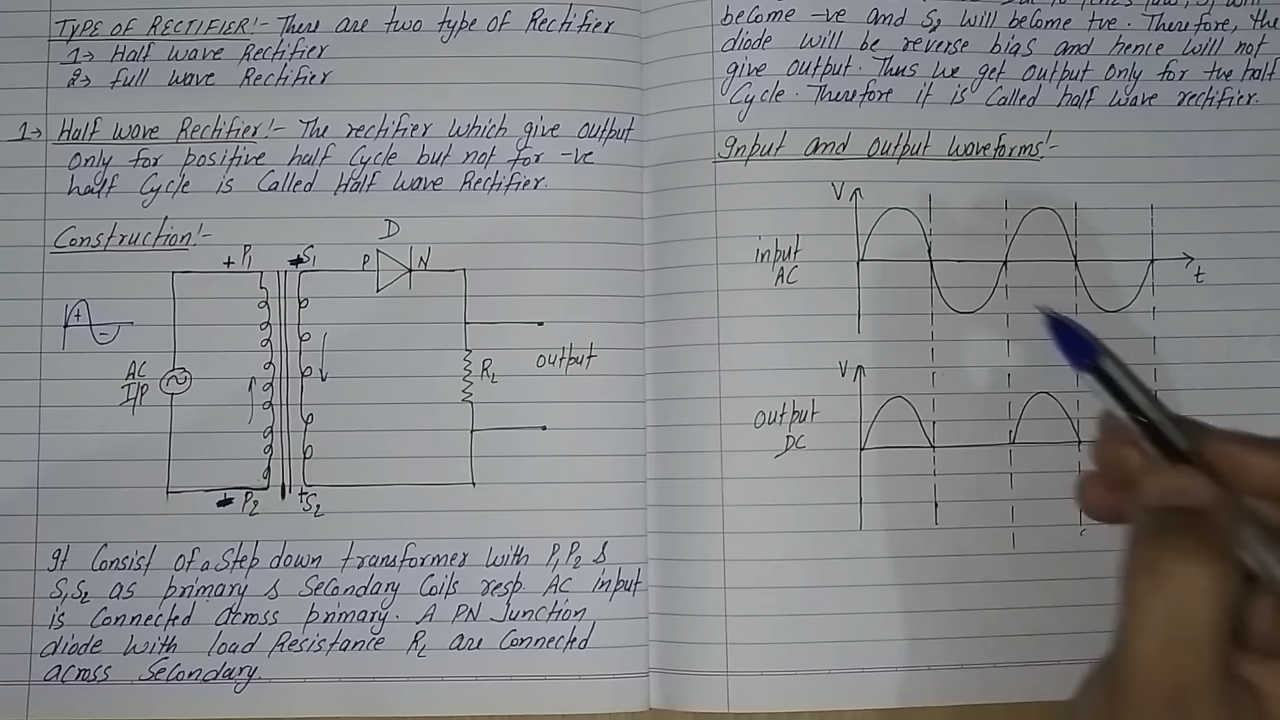 TYPE OF RECTIFIER!- There are two type of Rectifier
1→ Half wave Rectifier
2→ full wave Rectifier
1→ Half wave Rectifier!- The rectifier which give output
only for positive half Cycle but not for -ve
half Cycle is Called Half Wave Rectifier.
Construction!-
D
+ P1
S1
P
N
+
-
AC
I/P
RL
output
P2
+S2
It Consist of a Step down transformer with P1P2 &
S1S2 as primary & Secondary Coils resp. AC input
is Connected across primary. A PN Junction
diode with load Resistance RL are Connected
across Secondary.
become -ve and S2 will become +ve. Therefore, the
diode will be reverse bias and hence will not
give output. Thus we get output only for +ve half
Cycle. Therefore it is Called half wave rectifier.
Input and output waveforms!-
V
input
AC
t
V
output
DC